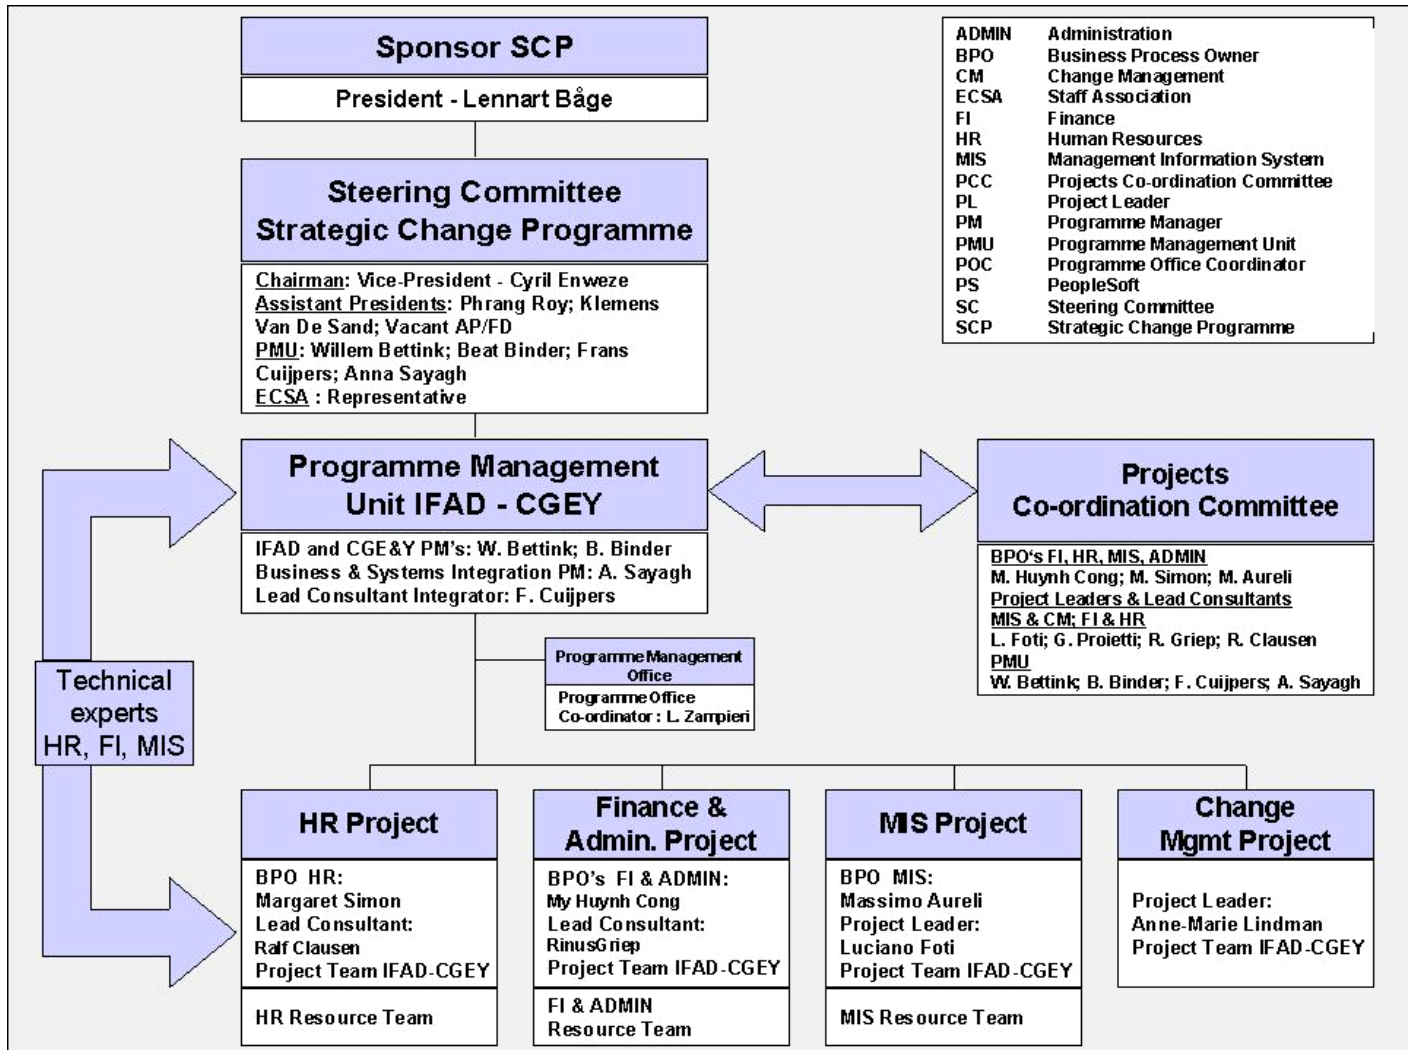 Sponsor SCP
President - Lennart Båge
Steering Committee
Strategic Change Programme
Chairman: Vice-President - Cyril Enweze
Assistant Presidents: Phrang Roy; Klemens
Van De Sand; Vacant AP/FD
PMU: Willem Bettink; Beat Binder; Frans
Cuijpers; Anna Sayagh
ECSA : Representative
ADMIN Administration
BPO Business Process Owner
CM Change Management
ECSA Staff Association
FI Finance
HR Human Resources
MIS Management Information System
PCC Projects Co-ordination Committee
PL Project Leader
PM Programme Manager
PMU Programme Management Unit
POC Programme Office Coordinator
PS PeopleSoft
SC Steering Committee
SCP Strategic Change Programme
Programme Management
Unit IFAD - CGEY
IFAD and CGE&Y PM's: W. Bettink; B. Binder
Business & Systems Integration PM: A. Sayagh
Lead Consultant Integrator: F. Cuijpers
Projects
Co-ordination Committee
BPO's FI, HR, MIS, ADMIN
M. Huynh Cong; M. Simon; M. Aureli
Project Leaders & Lead Consultants
MIS & CM; FI & HR
L. Foti; G. Proietti; R. Griep; R. Clausen
PMU
W. Bettink; B. Binder; F. Cuijpers; A. Sayagh
Programme Management
Office
Programme Office
Co-ordinator : L. Zampieri
Technical
experts
HR, FI, MIS
HR Project
BPO HR:
Margaret Simon
Lead Consultant:
Ralf Clausen
Project Team IFAD-CGEY
HR Resource Team
Finance &
Admin. Project
BPO's FI & ADMIN:
My Huynh Cong
Lead Consultant:
RinusGriep
Project Team IFAD-CGEY
FI & ADMIN
Resource Team
MIS Project
BPO MIS:
Massimo Aureli
Project Leader:
Luciano Foti
Project Team IFAD-CGEY
MIS Resource Team
Change
Mgmt Project
Project Leader:
Anne-Marie Lindman
Project Team IFAD-CGEY